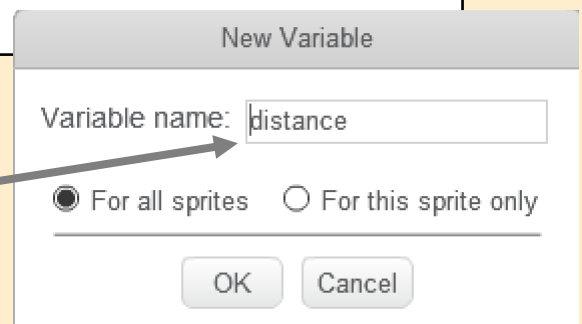 New Variable
Variable name: distance
For all sprites For this sprite only
OK Cancel